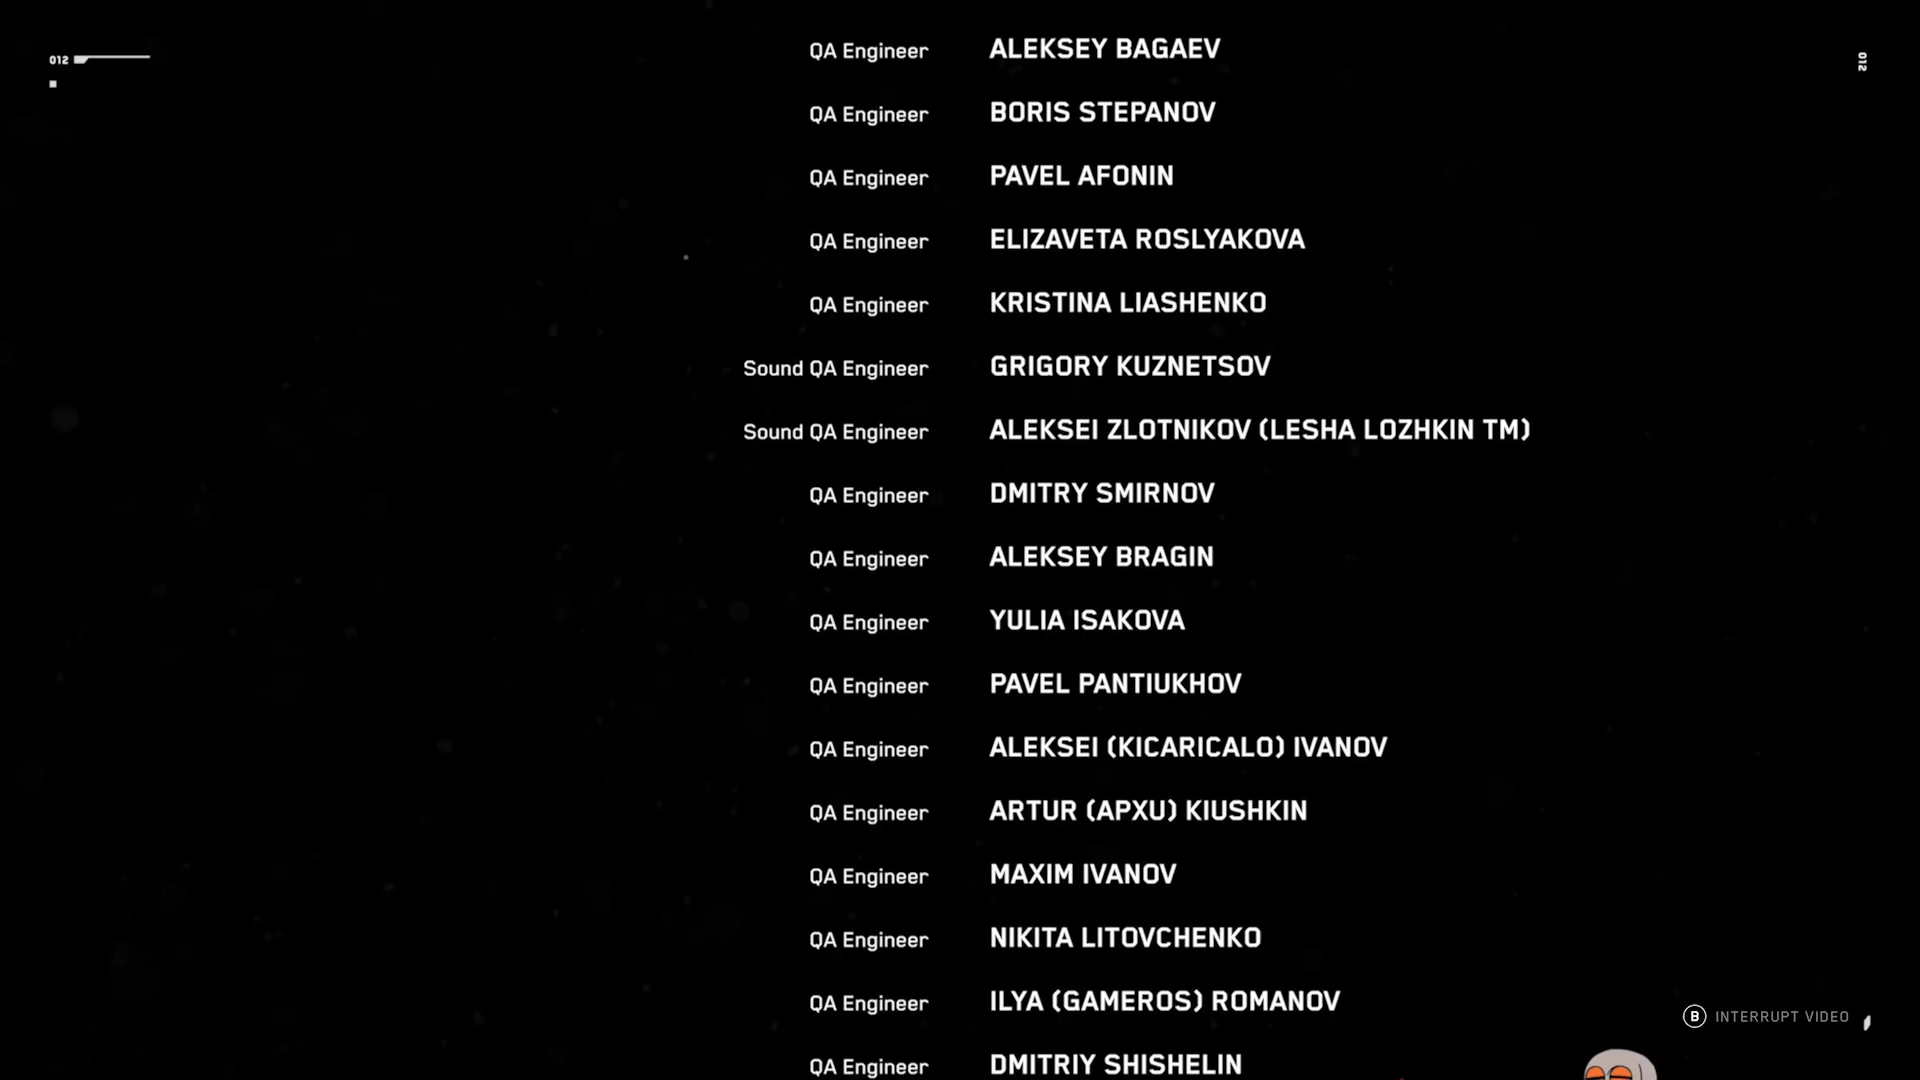 012
012
QA Engineer ALEKSEY BAGAEV
QA Engineer BORIS STEPANOV
QA Engineer PAVEL AFONIN
QA Engineer ELIZAVETA ROSLYAKOVA
QA Engineer KRISTINA LIASHENKO
Sound QA Engineer GRIGORY KUZNETSOV
Sound QA Engineer ALEKSEI ZLOTNIKOV (LESHA LOZHKIN TM)
QA Engineer DMITRY SMIRNOV
QA Engineer ALEKSEY BRAGIN
QA Engineer YULIA ISAKOVA
QA Engineer PAVEL PANTIUKHOV
QA Engineer ALEKSEI (KICARICALO) IVANOV
QA Engineer ARTUR (APXU) KIUSHKIN
QA Engineer MAXIM IVANOV
QA Engineer NIKITA LITOVCHENKO
QA Engineer ILYA (GAMEROS) ROMANOV
B INTERRUPT VIDEO
QA Engineer DMITRIY SHISHELIN